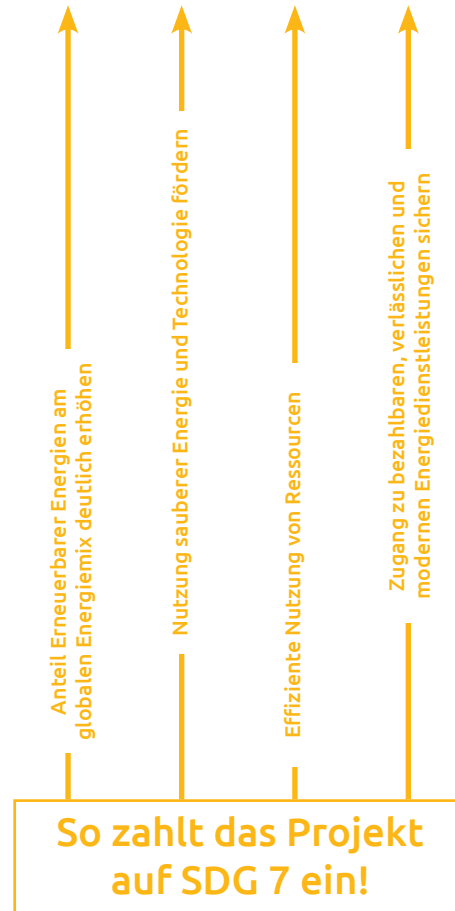 Anteil Erneuerbarer Energien am
globalen Energiemix deutlich erhöhen
Nutzung sauberer Energie und Technologie fördern
Effiziente Nutzung von Ressourcen
Zugang zu bezahlbaren, verlässlichen und
modernen Energiedienstleistungen sichern
So zahlt das Projekt
auf SDG 7 ein!